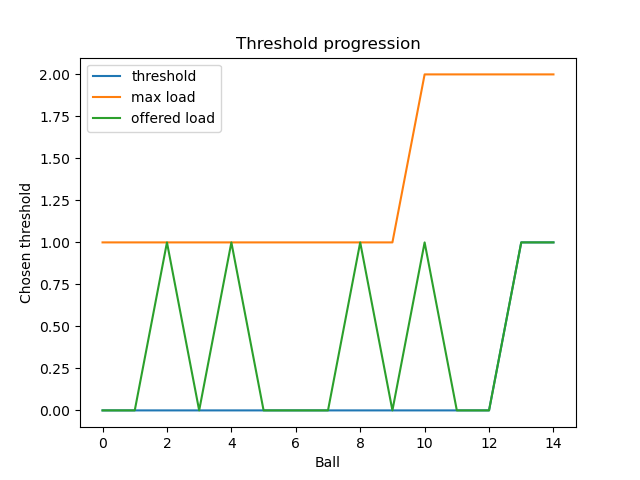 Threshold progression
threshold
max load
offered load
2.00
1.75
1.50
1.25
1.00
0.75
0.50
0.25
0.00
Chosen threshold
0 2 4 6 8 10 12 14
Ball